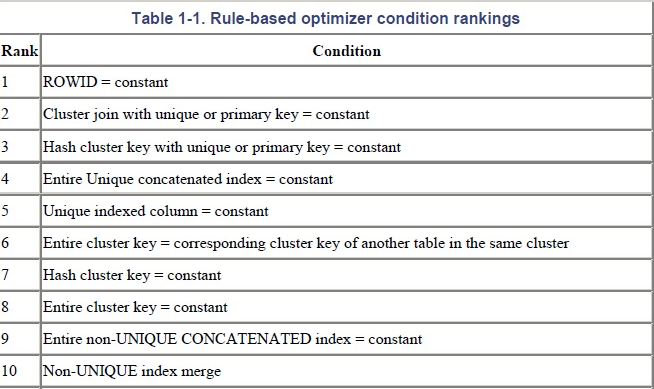 Table 1-1. Rule-based optimizer condition rankings
Rank Condition
1 ROWID = constant
2 Cluster join with unique or primary key = constant
3 Hash cluster key with unique or primary key = constant
4 Entire Unique concatenated index = constant
5 Unique indexed column = constant
6 Entire cluster key = corresponding cluster key of another table in the same cluster
7 Hash cluster key = constant
8 Entire cluster key = constant
9 Entire non-UNIQUE CONCATENATED index = constant
10 Non-UNIQUE index merge